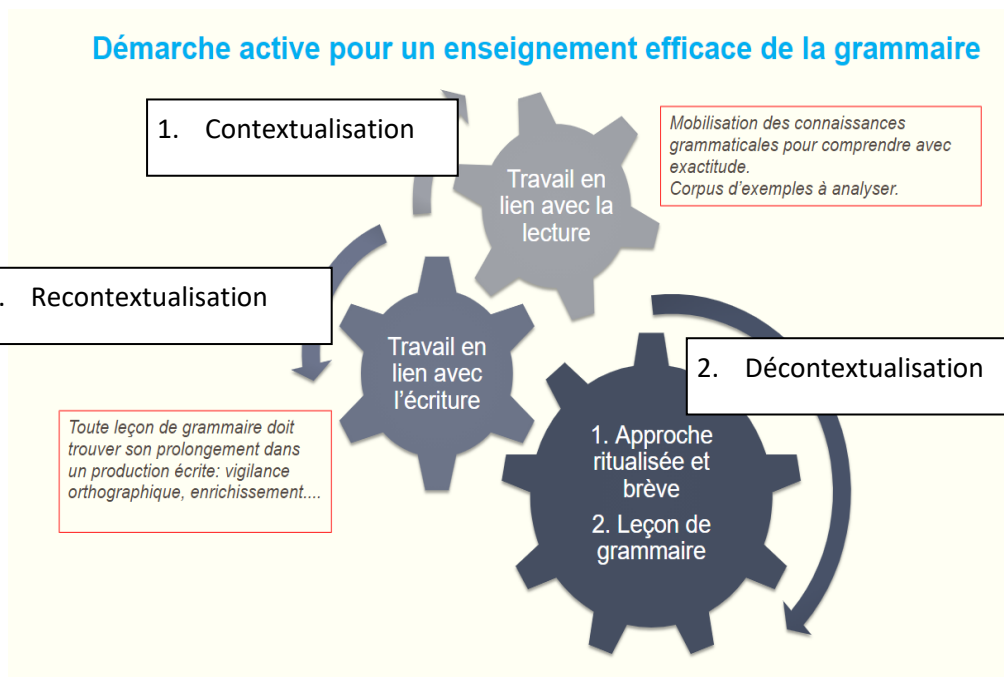 Démarche active pour un enseignement efficace de la grammaire
1. Contextualisation
Travail en
lien avec la
lecture
Mobilisation des connaissances
grammaticales pour comprendre avec
exactitude.
Corpus d'exemples à analyser.
. Recontextualisation
Travail en
lien avec
l'écriture
2. Décontextualisation
1. Approche
ritualisée et
brève
2. Leçon de
grammaire
Toute leçon de grammaire doit
trouver son prolongement dans
un production écrite: vigilance
orthographique, enrichissement....